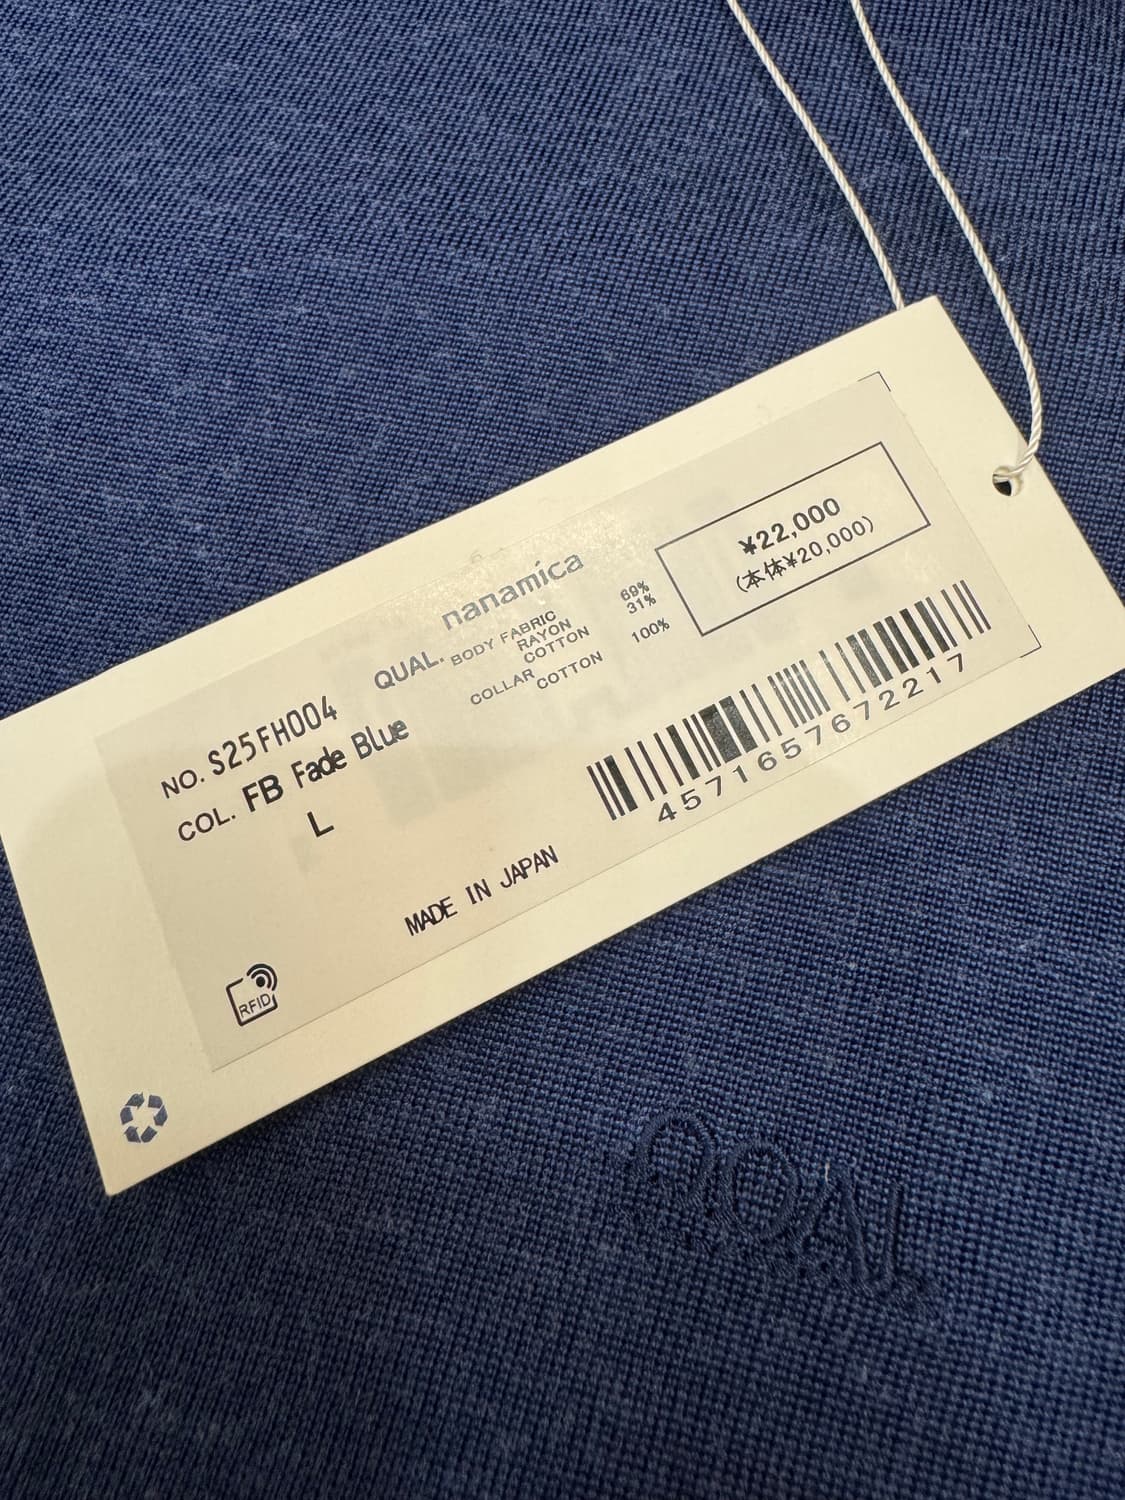 nanamíca
¥22,000
(本体¥20,000)
QUAL. BODY FABRIC
RAYON 69%
COTTON 31%
COLLAR
COTTON 100%
NO. S25FH004
COL. FB Fade Blue
L
4571657672217
MADE IN JAPAN
RFID